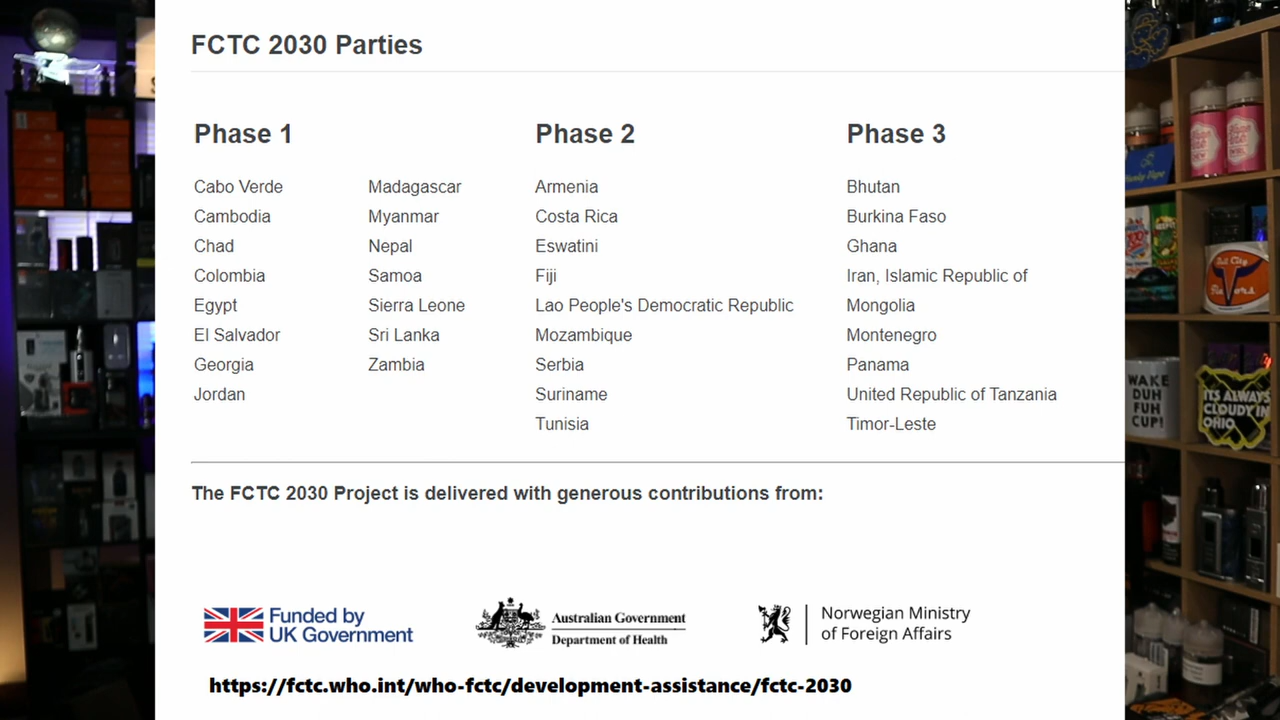 FCTC 2030 Parties
Phase 1
Cabo Verde
Cambodia
Chad
Colombia
Egypt
El Salvador
Georgia
Jordan
Madagascar
Myanmar
Nepal
Samoa
Sierra Leone
Sri Lanka
Zambia
Phase 2
Armenia
Costa Rica
Eswatini
Fiji
Lao People's Democratic Republic
Mozambique
Serbia
Suriname
Tunisia
Phase 3
Bhutan
Burkina Faso
Ghana
Iran, Islamic Republic of
Mongolia
Montenegro
Panama
United Republic of Tanzania
Timor-Leste
The FCTC 2030 Project is delivered with generous contributions from:
Funded by
UK Government
Australian Government
Department of Health
Norwegian Ministry
of Foreign Affairs
https://fctc.who.int/who-fctc/development-assistance/fctc-2030
WAKE
DUH
FUH
CUP!
ITS ALWAYS
CLOUDY IN
OHIO